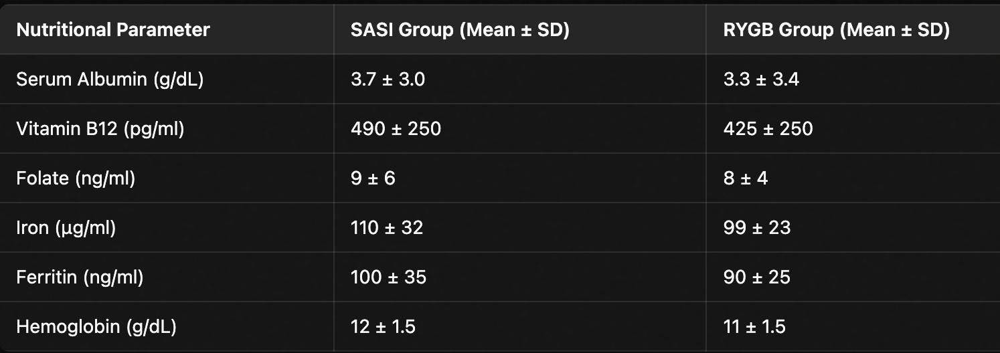 Nutritional Parameter SASI Group (Mean ± SD) RYGB Group (Mean ± SD)
Serum Albumin (g/dL) 3.7 ± 3.0 3.3 ± 3.4
Vitamin B12 (pg/ml) 490 ± 250 425 ± 250
Folate (ng/ml) 9 ± 6 8 ± 4
Iron (µg/ml) 110 ± 32 99 ± 23
Ferritin (ng/ml) 100 ± 35 90 ± 25
Hemoglobin (g/dL) 12 ± 1.5 11 ± 1.5